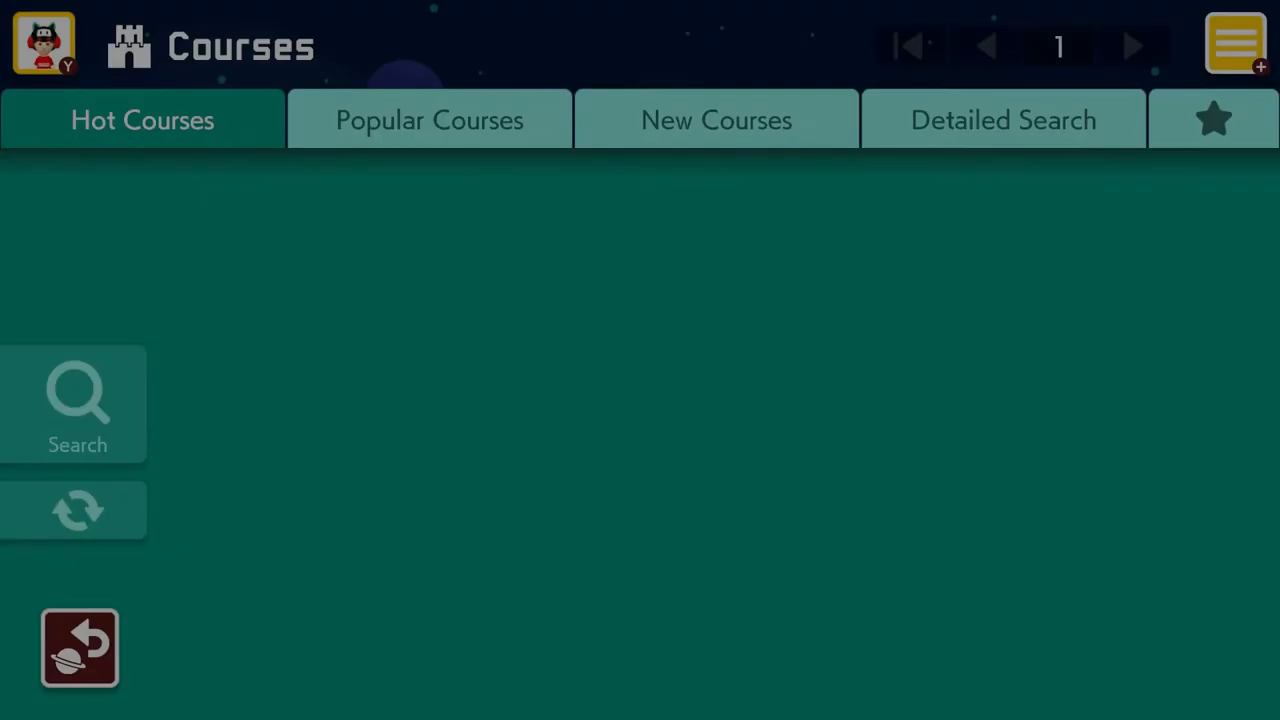 Courses
1
Y
+
Hot Courses
Popular Courses
New Courses
Detailed Search
Search